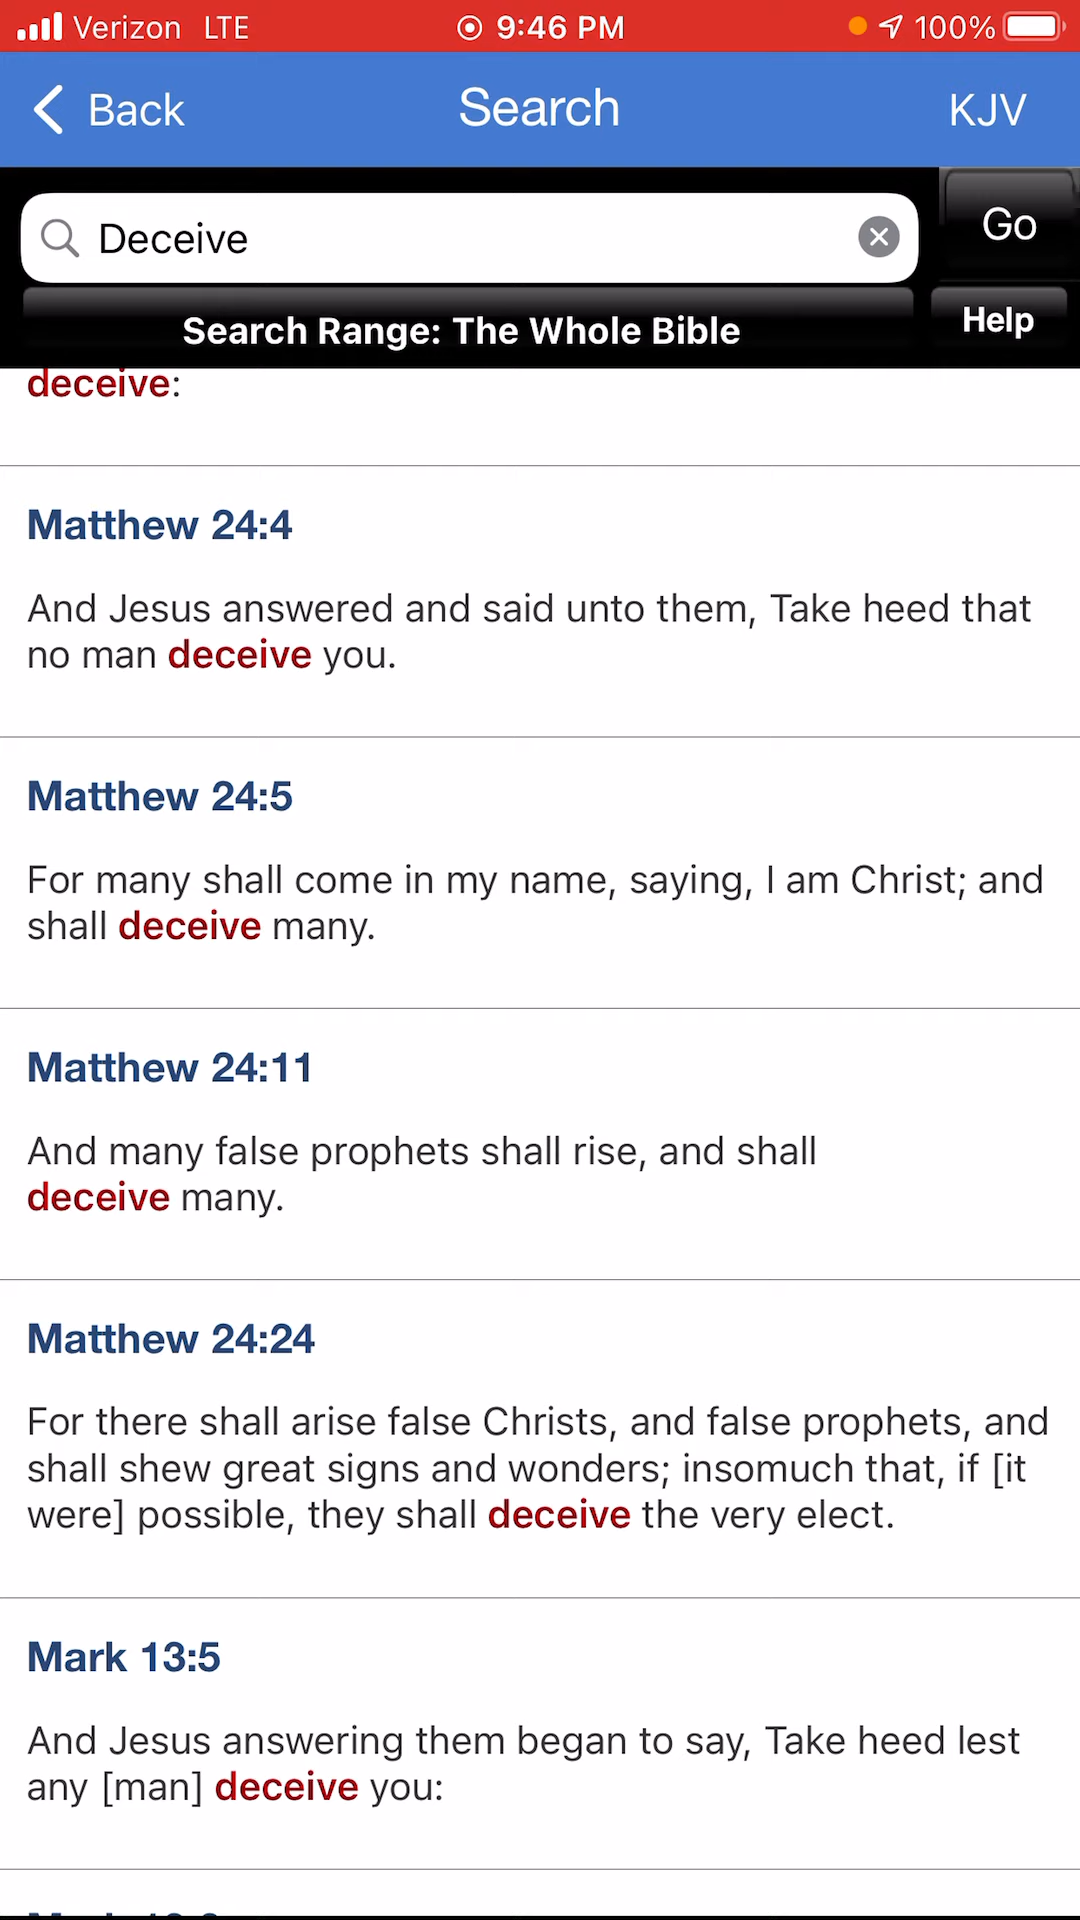 Verizon LTE 9:46 PM 100%
Back Search KJV
Deceive Go
Search Range: The Whole Bible Help
deceive:
Matthew 24:4
And Jesus answered and said unto them, Take heed that
no man deceive you.
Matthew 24:5
For many shall come in my name, saying, I am Christ; and
shall deceive many.
Matthew 24:11
And many false prophets shall rise, and shall
deceive many.
Matthew 24:24
For there shall arise false Christs, and false prophets, and
shall shew great signs and wonders; insomuch that, if [it
were] possible, they shall deceive the very elect.
Mark 13:5
And Jesus answering them began to say, Take heed lest
any [man] deceive you: